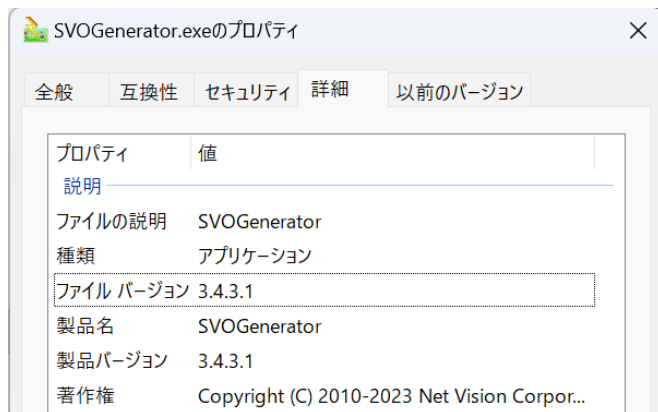 SVOGenerator.exeのプロパティ
全般 互換性 セキュリティ 詳細 以前のバージョン
プロパティ 値
説明
ファイルの説明 SVOGenerator
種類 アプリケーション
ファイル バージョン 3.4.3.1
製品名 SVOGenerator
製品バージョン 3.4.3.1
著作権 Copyright (C) 2010-2023 Net Vision Corpor...